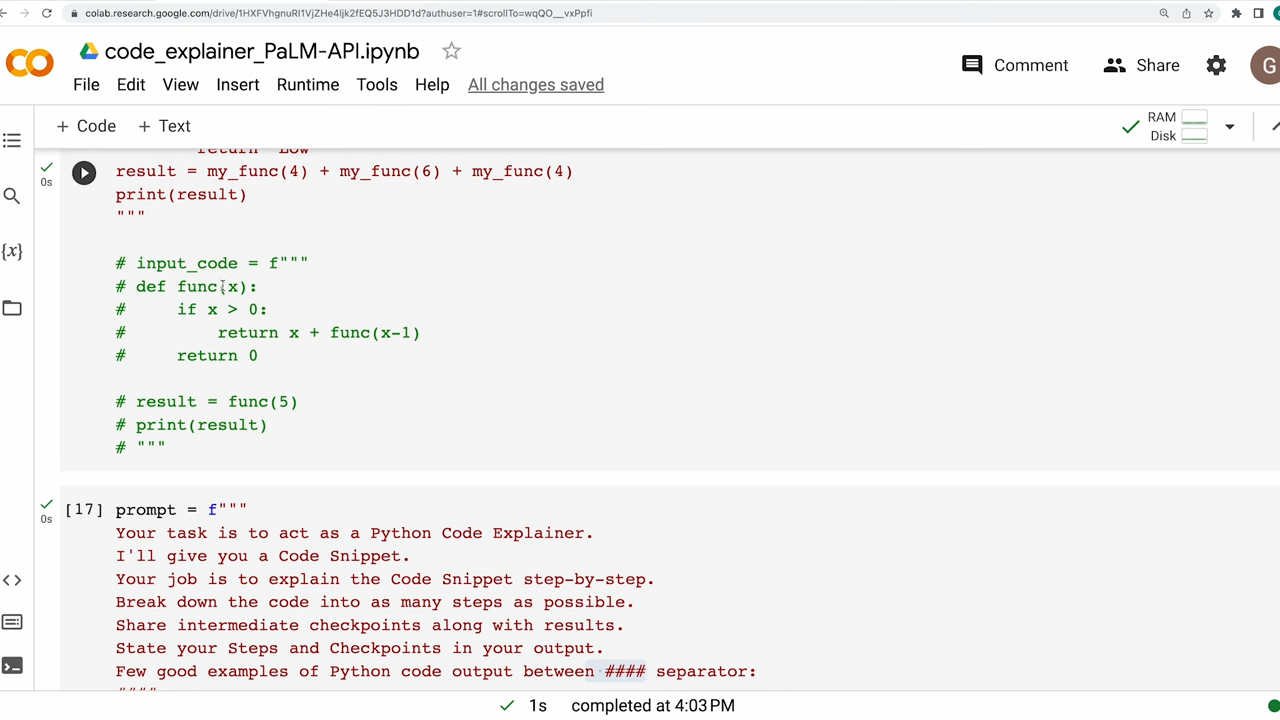 colab.research.google.com/drive/1HXFVhgnuRI1VjZHe4ljk2fEQ5J3HDD1d?authuser=1#scrollTo=wqQO__vxPpfi
code_explainer_PaLM-API.ipynb
File Edit View Insert Runtime Tools Help All changes saved
Comment Share G
+ Code + Text
RAM
Disk
return "Low"
0s
result = my_func(4) + my_func(6) + my_func(4)
print(result)
"""
{x}
# input_code = f"""
# def func(x):
#     if x > 0:
#         return x + func(x-1)
#     return 0
# result = func(5)
# print(result)
# """
[17] prompt = f"""
0s
Your task is to act as a Python Code Explainer.
I'll give you a Code Snippet.
Your job is to explain the Code Snippet step-by-step.
Break down the code into as many steps as possible.
Share intermediate checkpoints along with results.
State your Steps and Checkpoints in your output.
Few good examples of Python code output between #### separator:
####
1s completed at 4:03 PM